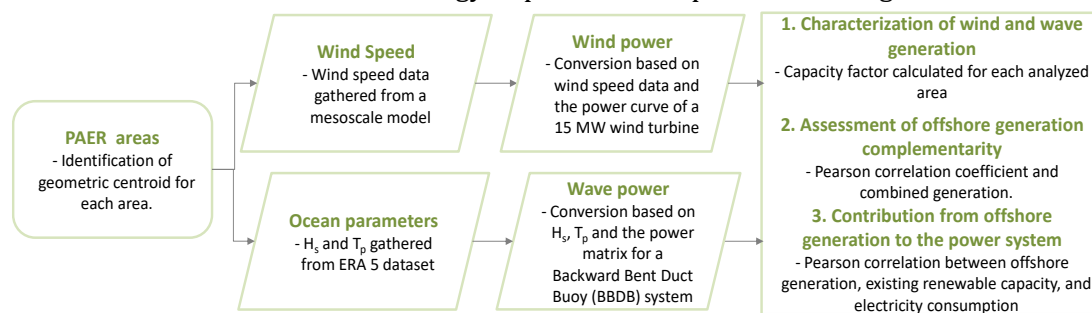 PAER areas
- Identification of
geometric centroid for
each area.
Wind Speed
- Wind speed data
gathered from a
mesoscale model
Ocean parameters
- Hs and Tp gathered
from ERA 5 dataset
Wind power
- Conversion based on
wind speed data and
the power curve of a
15 MW wind turbine
Wave power
- Conversion based on
Hs, Tp and the power
matrix for a
Backward Bent Duct
Buoy (BBDB) system
1. Characterization of wind and wave
generation
- Capacity factor calculated for each analyzed
area
2. Assessment of offshore generation
complementarity
- Pearson correlation coefficient and
combined generation.
3. Contribution from offshore
generation to the power system
- Pearson correlation between offshore
generation, existing renewable capacity, and
electricity consumption